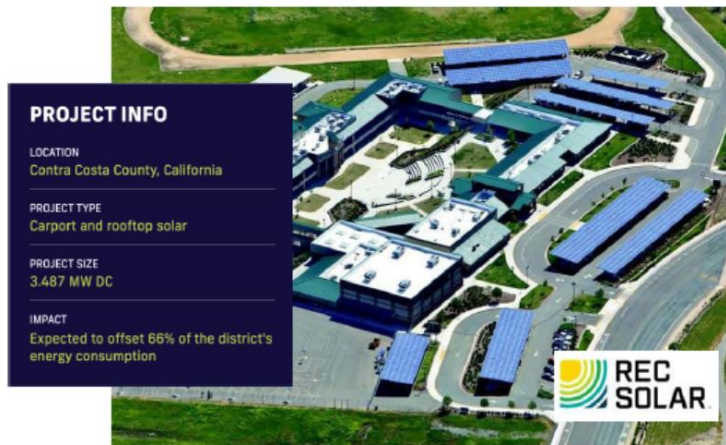 PROJECT INFO
LOCATION
Contra Costa County, California
PROJECT TYPE
Carport and rooftop solar
PROJECT SIZE
3.487 MW DC
IMPACT
Expected to offset 66% of the district's
energy consumption
REC
SOLAR